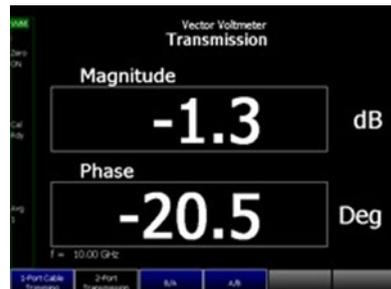 VVM
Vector Voltmeter
Transmission
Zero
ON
Magnitude
-1.3 dB
Cal
Rdy
Phase
-20.5 Deg
Avg
1
f = 10.00 GHz
1-Port Cable
Trimming
2-Port
Transmission
B/A
A/B